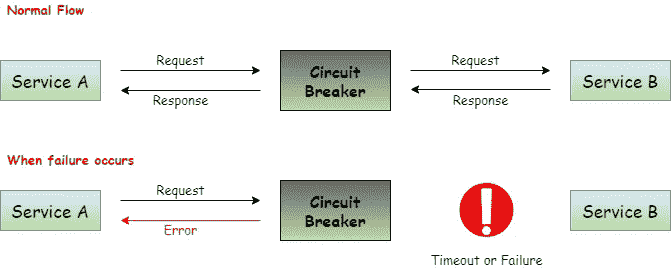 Normal Flow
Service A
Request
Response
Circuit
Breaker
Request
Response
Service B
When failure occurs
Service A
Request
Error
Circuit
Breaker
Timeout or Failure
Service B